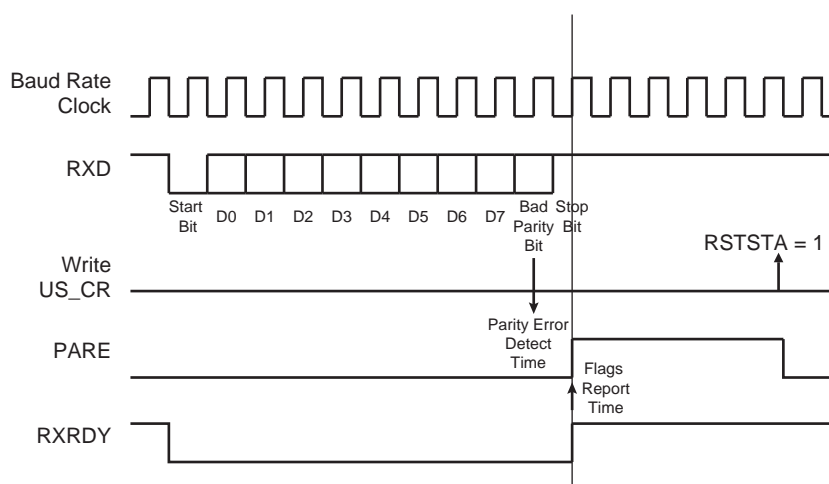 Baud Rate
Clock
RXD
Start
Bit
D0
D1
D2
D3
D4
D5
D6
D7
Bad
Parity
Bit
Stop
Bit
RSTSTA = 1
Write
US_CR
Parity Error
Detect
Time
PARE
Flags
Report
Time
RXRDY